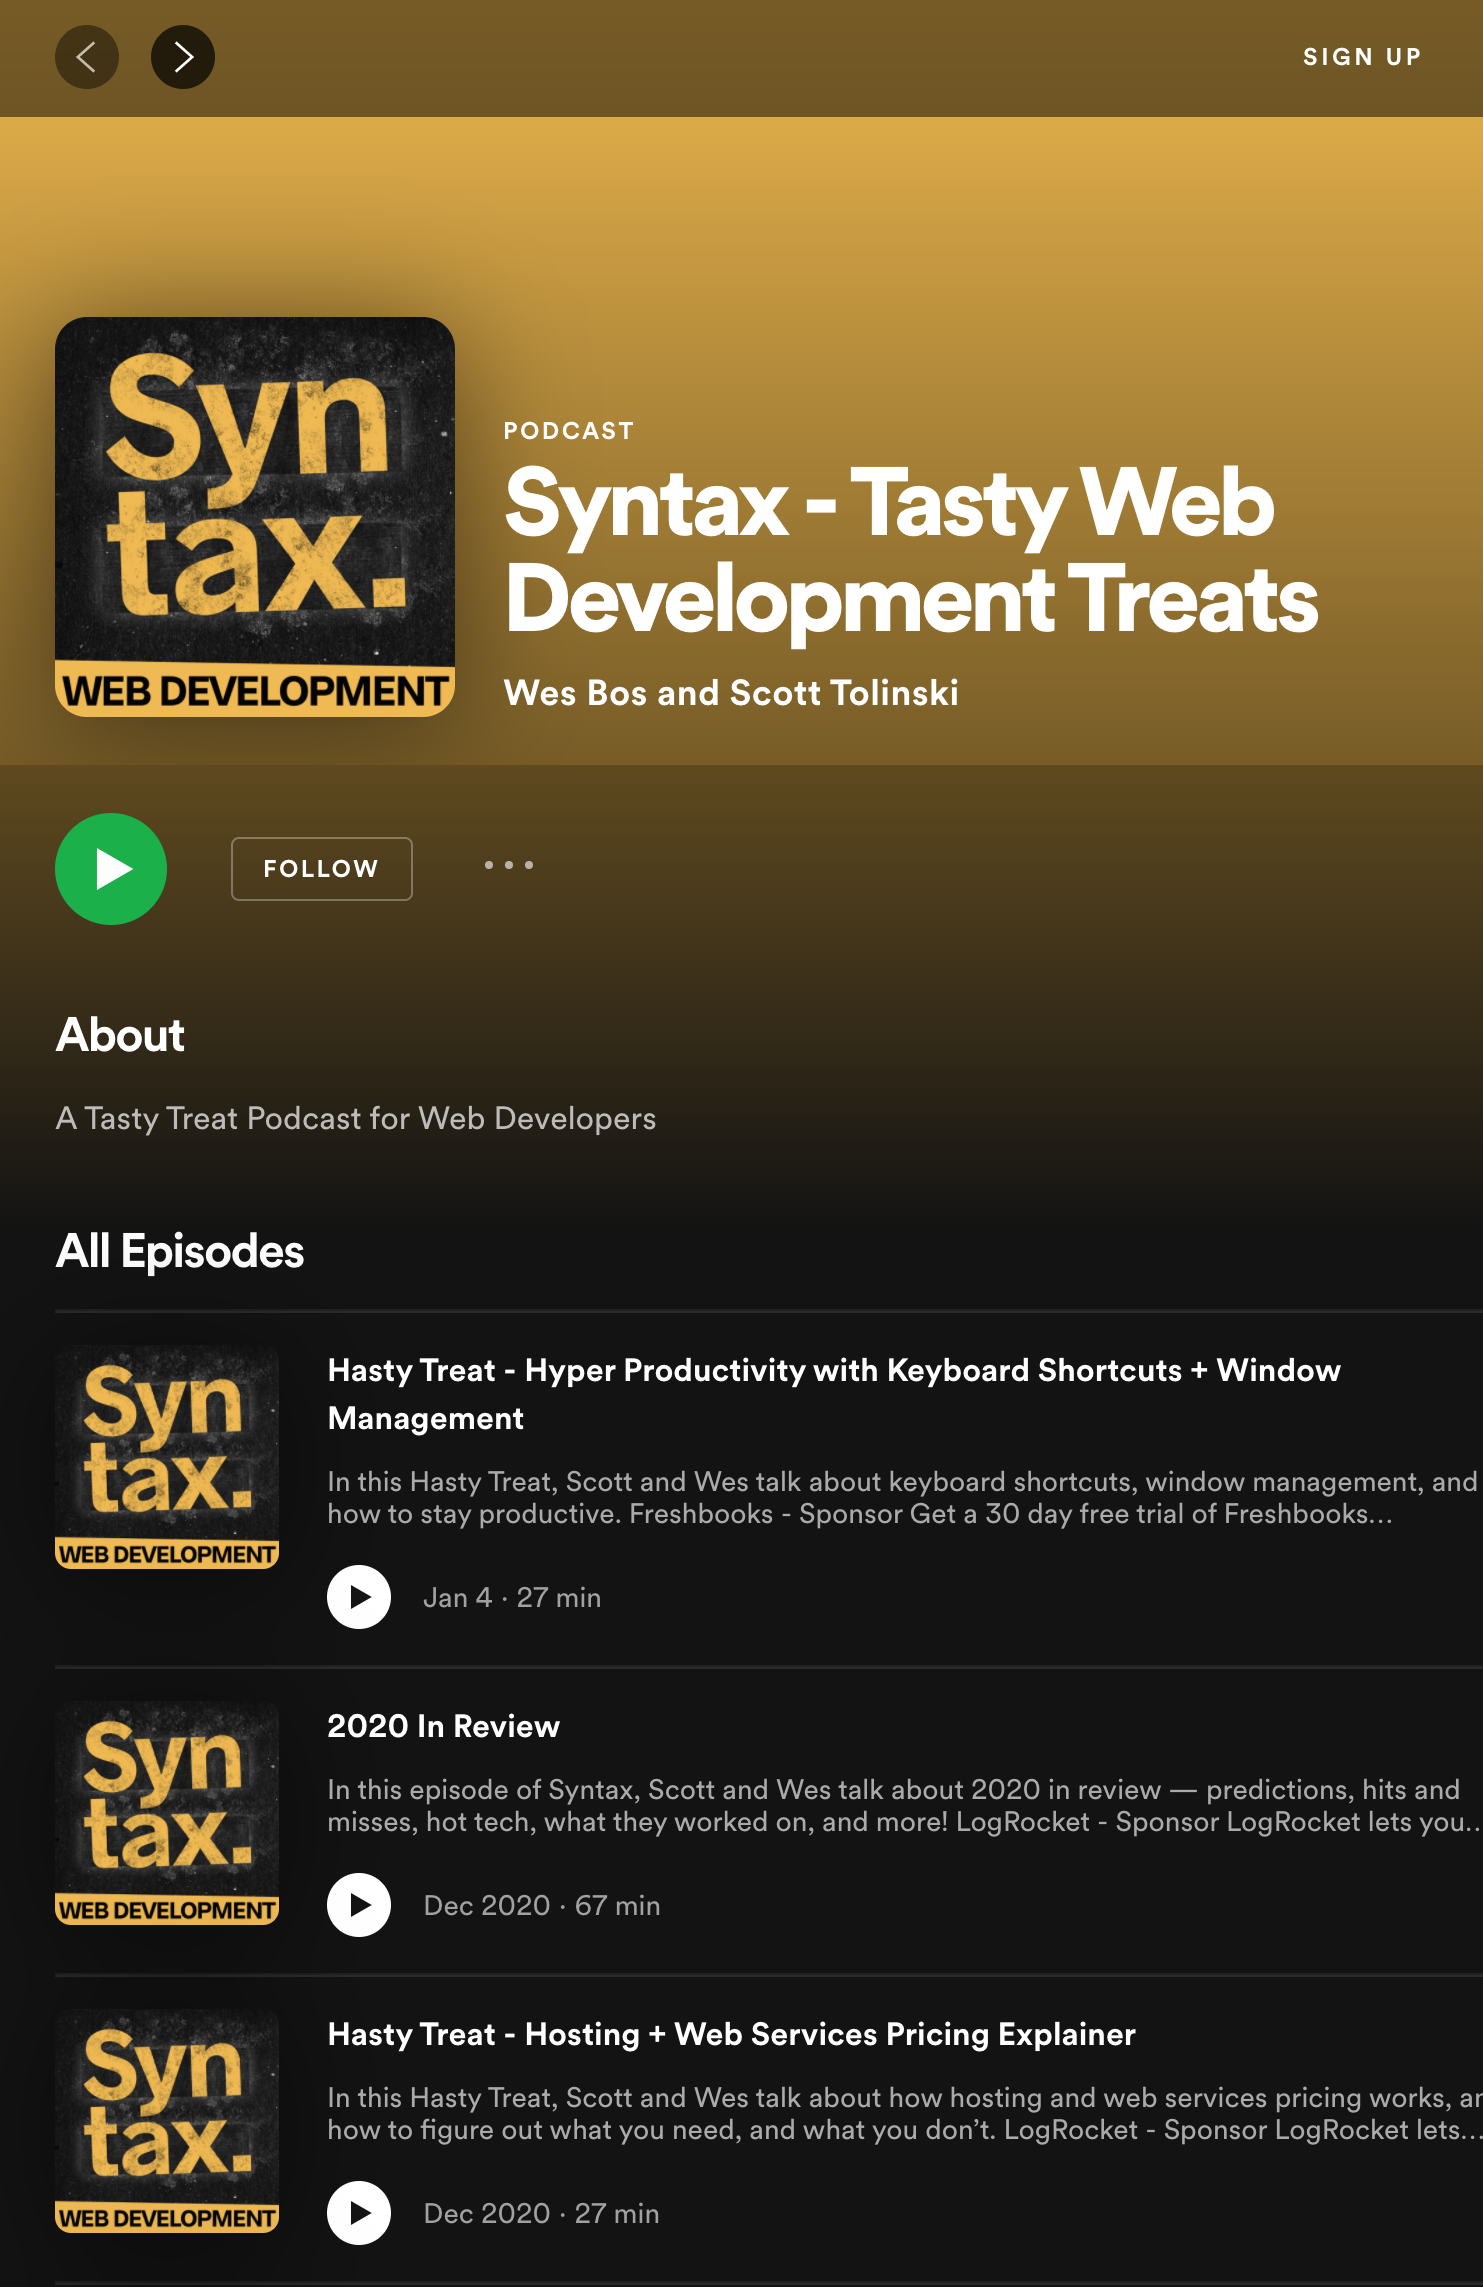 SIGN UP
Syn
tax.
WEB DEVELOPMENT
PODCAST
Syntax - Tasty Web
Development Treats
Wes Bos and Scott Tolinski
FOLLOW
About
A Tasty Treat Podcast for Web Developers
All Episodes
Syn
tax.
WEB DEVELOPMENT
Hasty Treat - Hyper Productivity with Keyboard Shortcuts + Window
Management
In this Hasty Treat, Scott and Wes talk about keyboard shortcuts, window management, and
how to stay productive. Freshbooks - Sponsor Get a 30 day free trial of Freshbooks...
Jan 4 · 27 min
Syn
tax.
WEB DEVELOPMENT
2020 In Review
In this episode of Syntax, Scott and Wes talk about 2020 in review — predictions, hits and
misses, hot tech, what they worked on, and more! LogRocket - Sponsor LogRocket lets you...
Dec 2020 · 67 min
Syn
tax.
WEB DEVELOPMENT
Hasty Treat - Hosting + Web Services Pricing Explainer
In this Hasty Treat, Scott and Wes talk about how hosting and web services pricing works,
how to figure out what you need, and what you don’t. LogRocket - Sponsor LogRocket lets...
Dec 2020 · 27 min